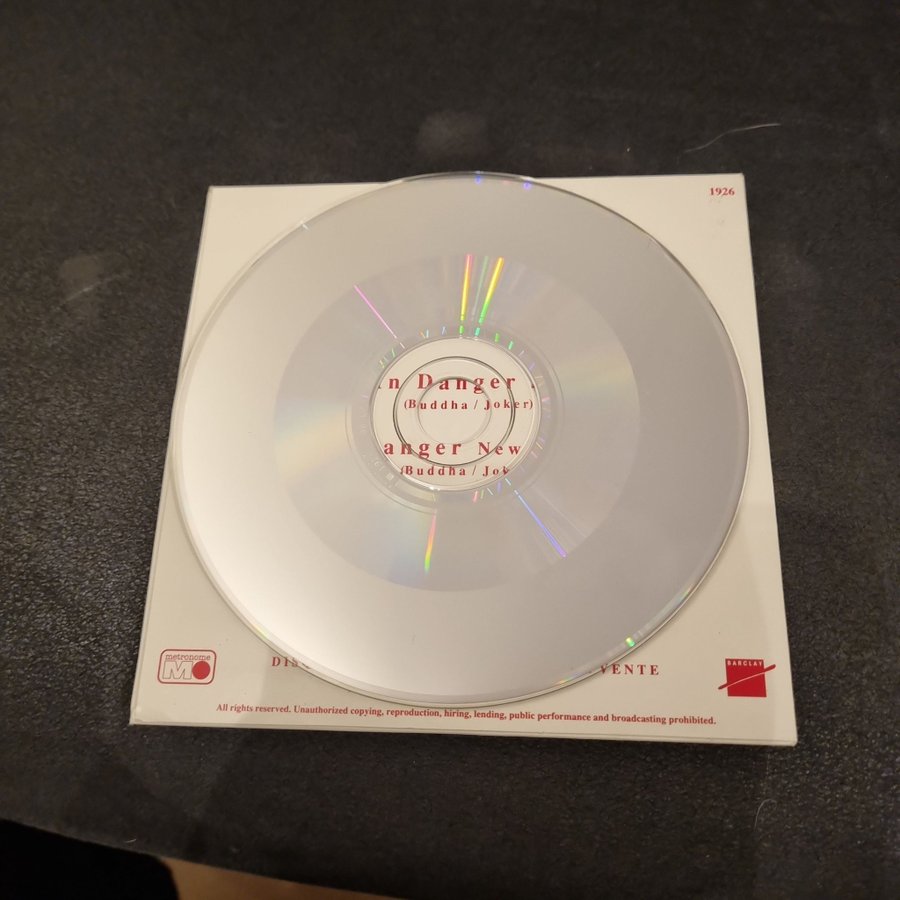 1926
n Danger
(Buddha / Joker)
anger New
(Buddha / Jok
metronome
M
DIS
VENTE
BARCLAY
All rights reserved. Unauthorized copying, reproduction, hiring, lending, public performance and broadcasting prohibited.